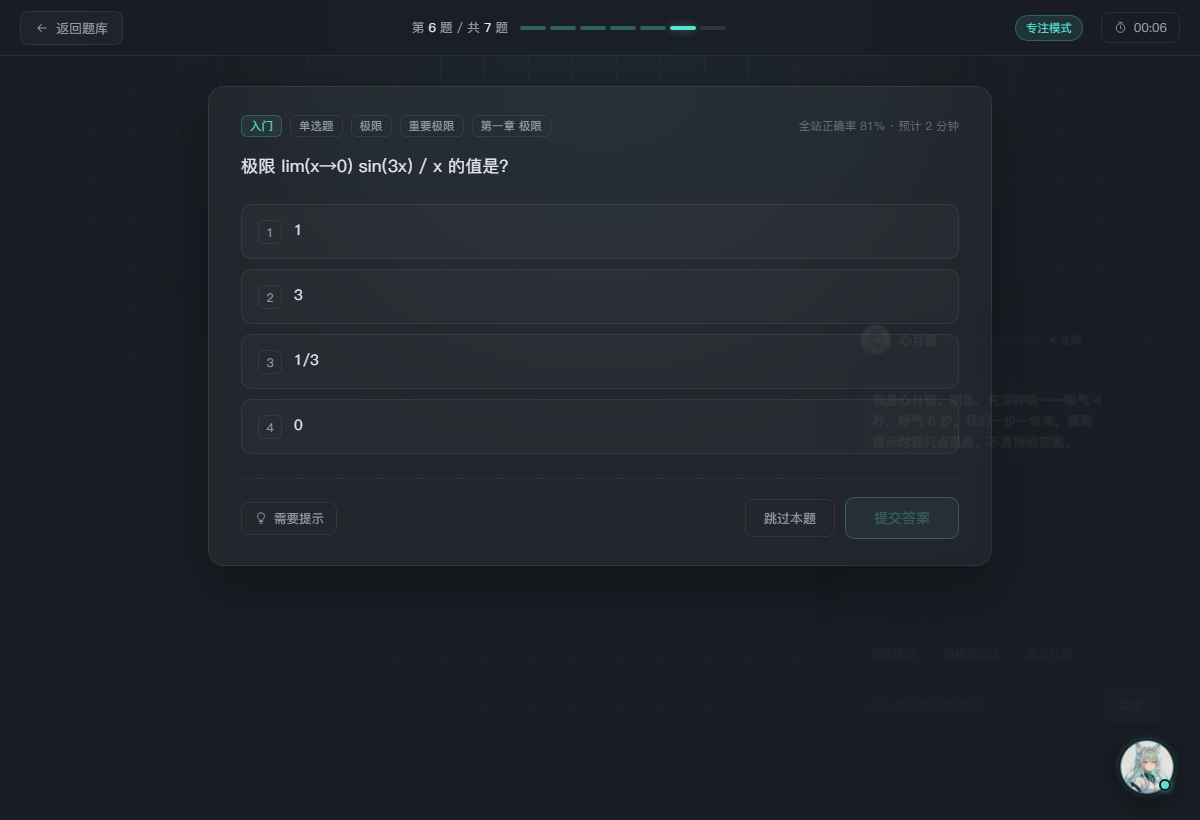 返回题库
第 6 题 / 共 7 题
专注模式
00:06
入门 单选题 极限 重要极限 第一章 极限
全站正确率 81% · 预计 2 分钟
极限 lim(x→0) sin(3x) / x 的值是?
1 1
2 3
3 1/3
4 0
心月狐
在线
我是心月狐。别急，先深呼吸——吸气 4
秒，呼气 6 秒。我们一步一步来，需要
提示时我只点思路，不直接给答案。
需要提示
跳过本题
提交答案
发送